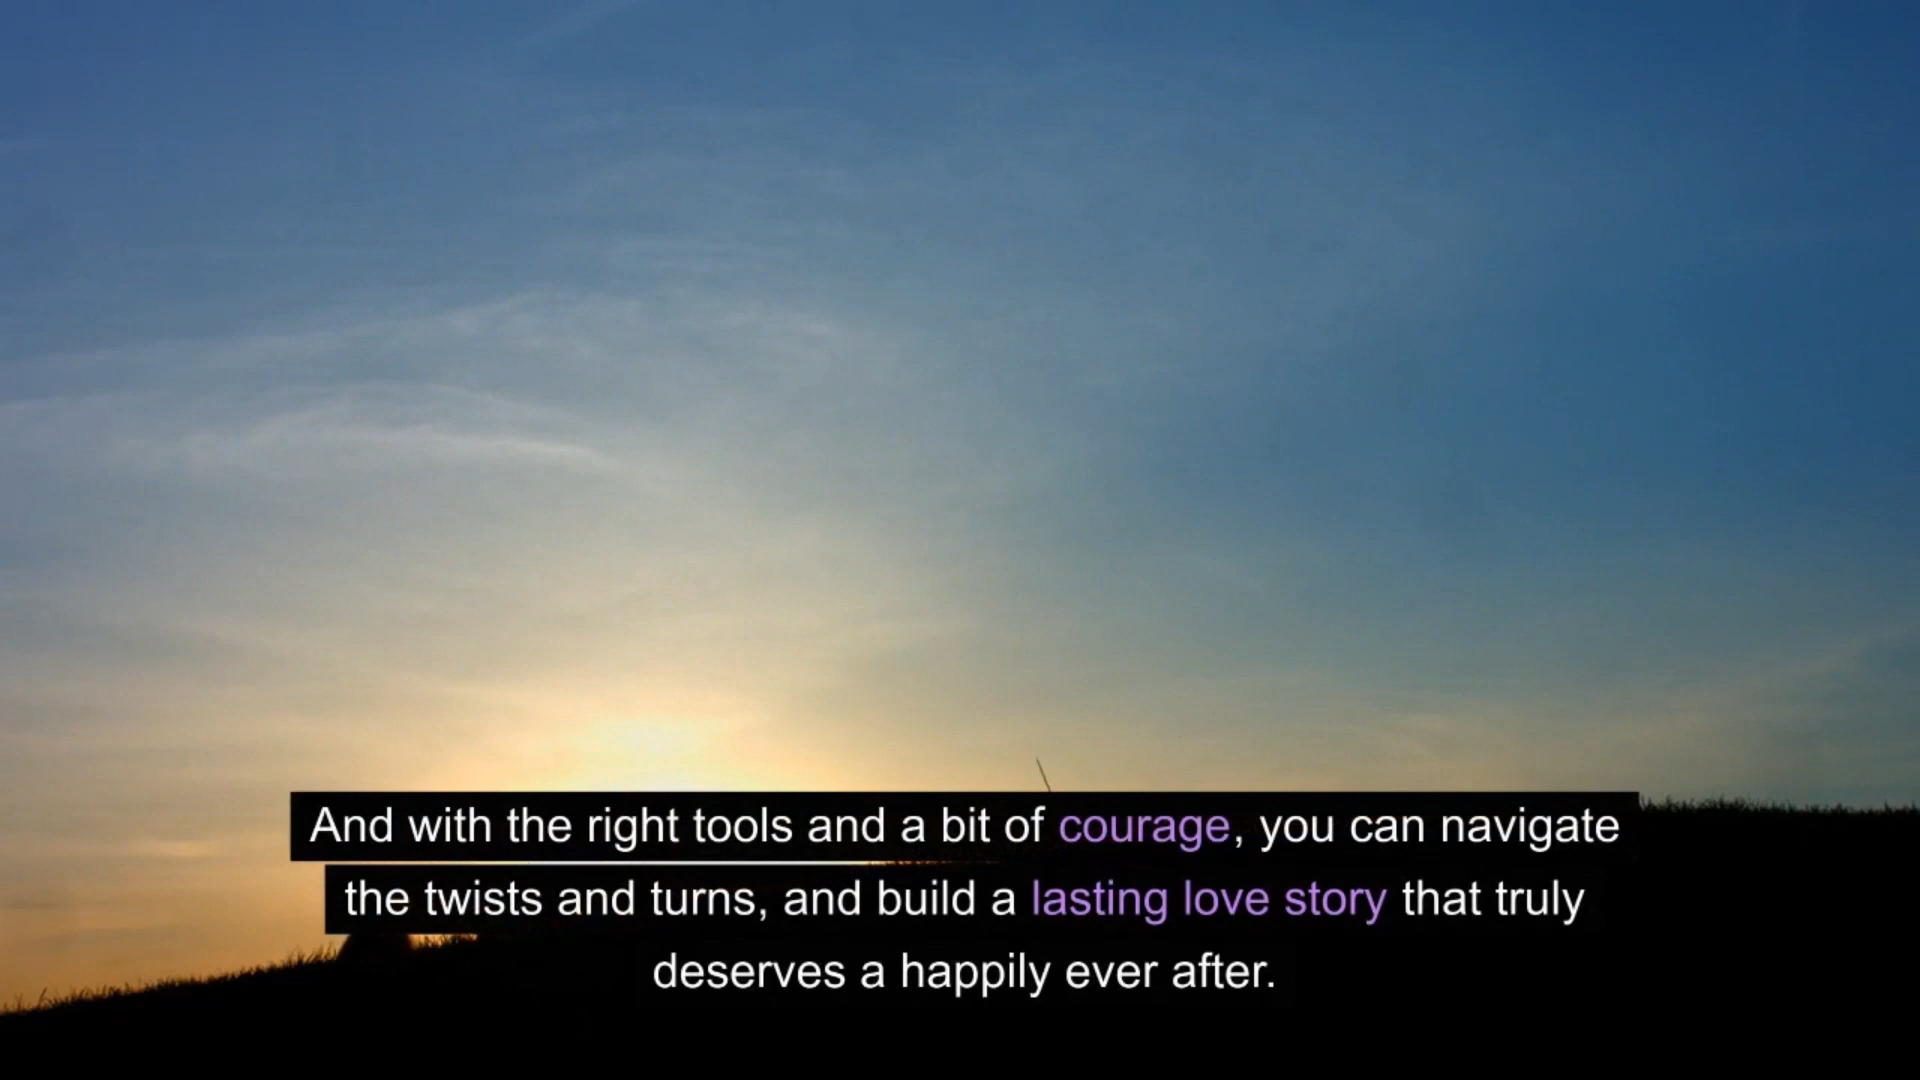 And with the right tools and a bit of courage, you can navigate
the twists and turns, and build a lasting love story that truly
deserves a happily ever after.